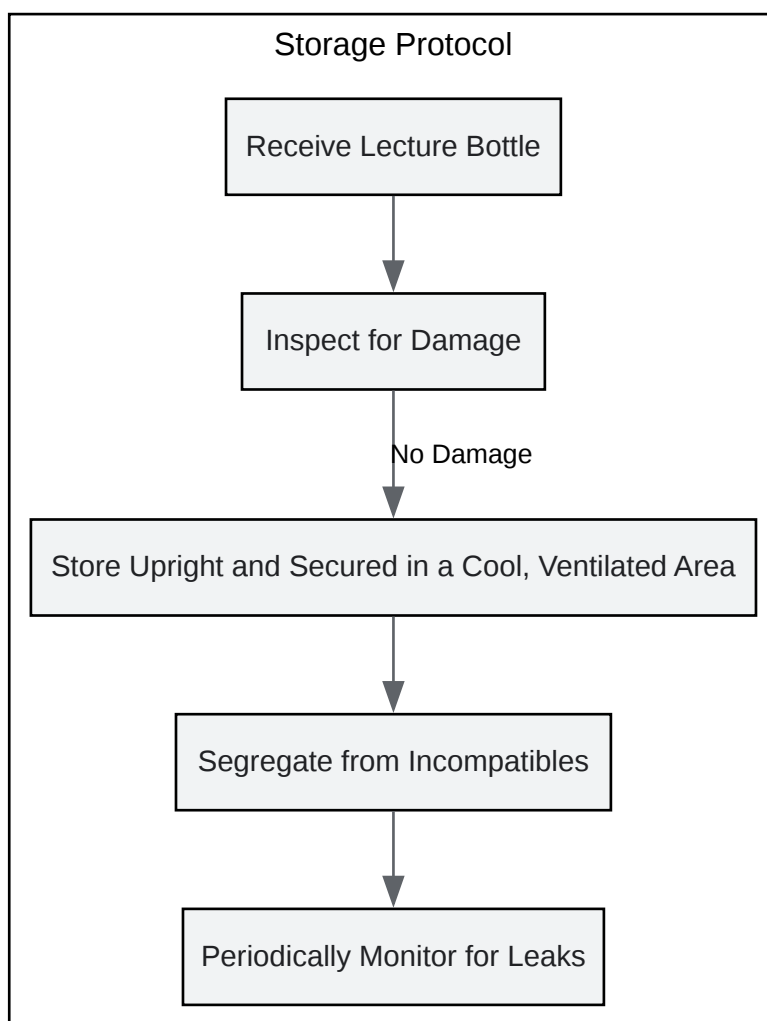 Storage Protocol
Receive Lecture Bottle
Inspect for Damage
No Damage
Store Upright and Secured in a Cool, Ventilated Area
Segregate from Incompatibles
Periodically Monitor for Leaks